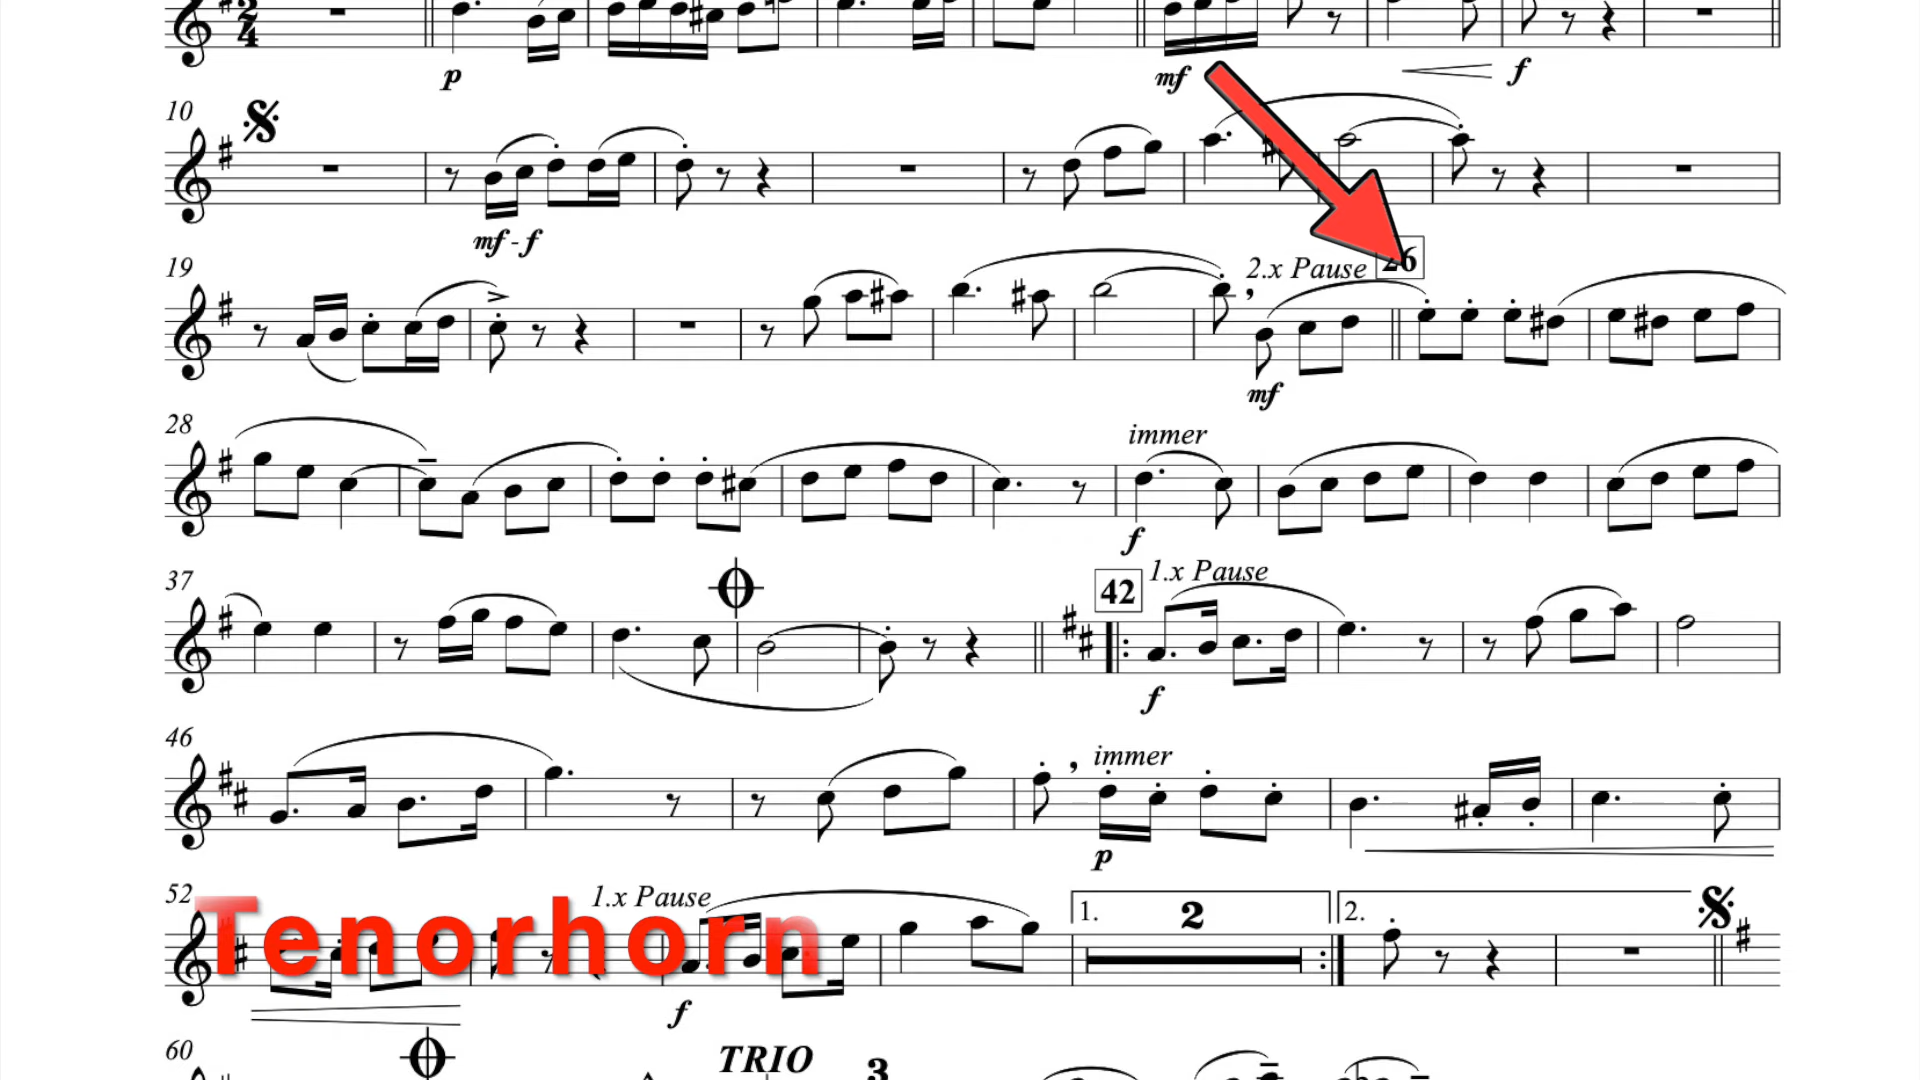 2
4
p
mf
f
10
mf - f
19
2.x Pause
26
mf
28
immer
f
37
42
1.x Pause
f
46
immer
p
52
1.x Pause
1.
2
2.
Tenorhorn
f
60
TRIO
3